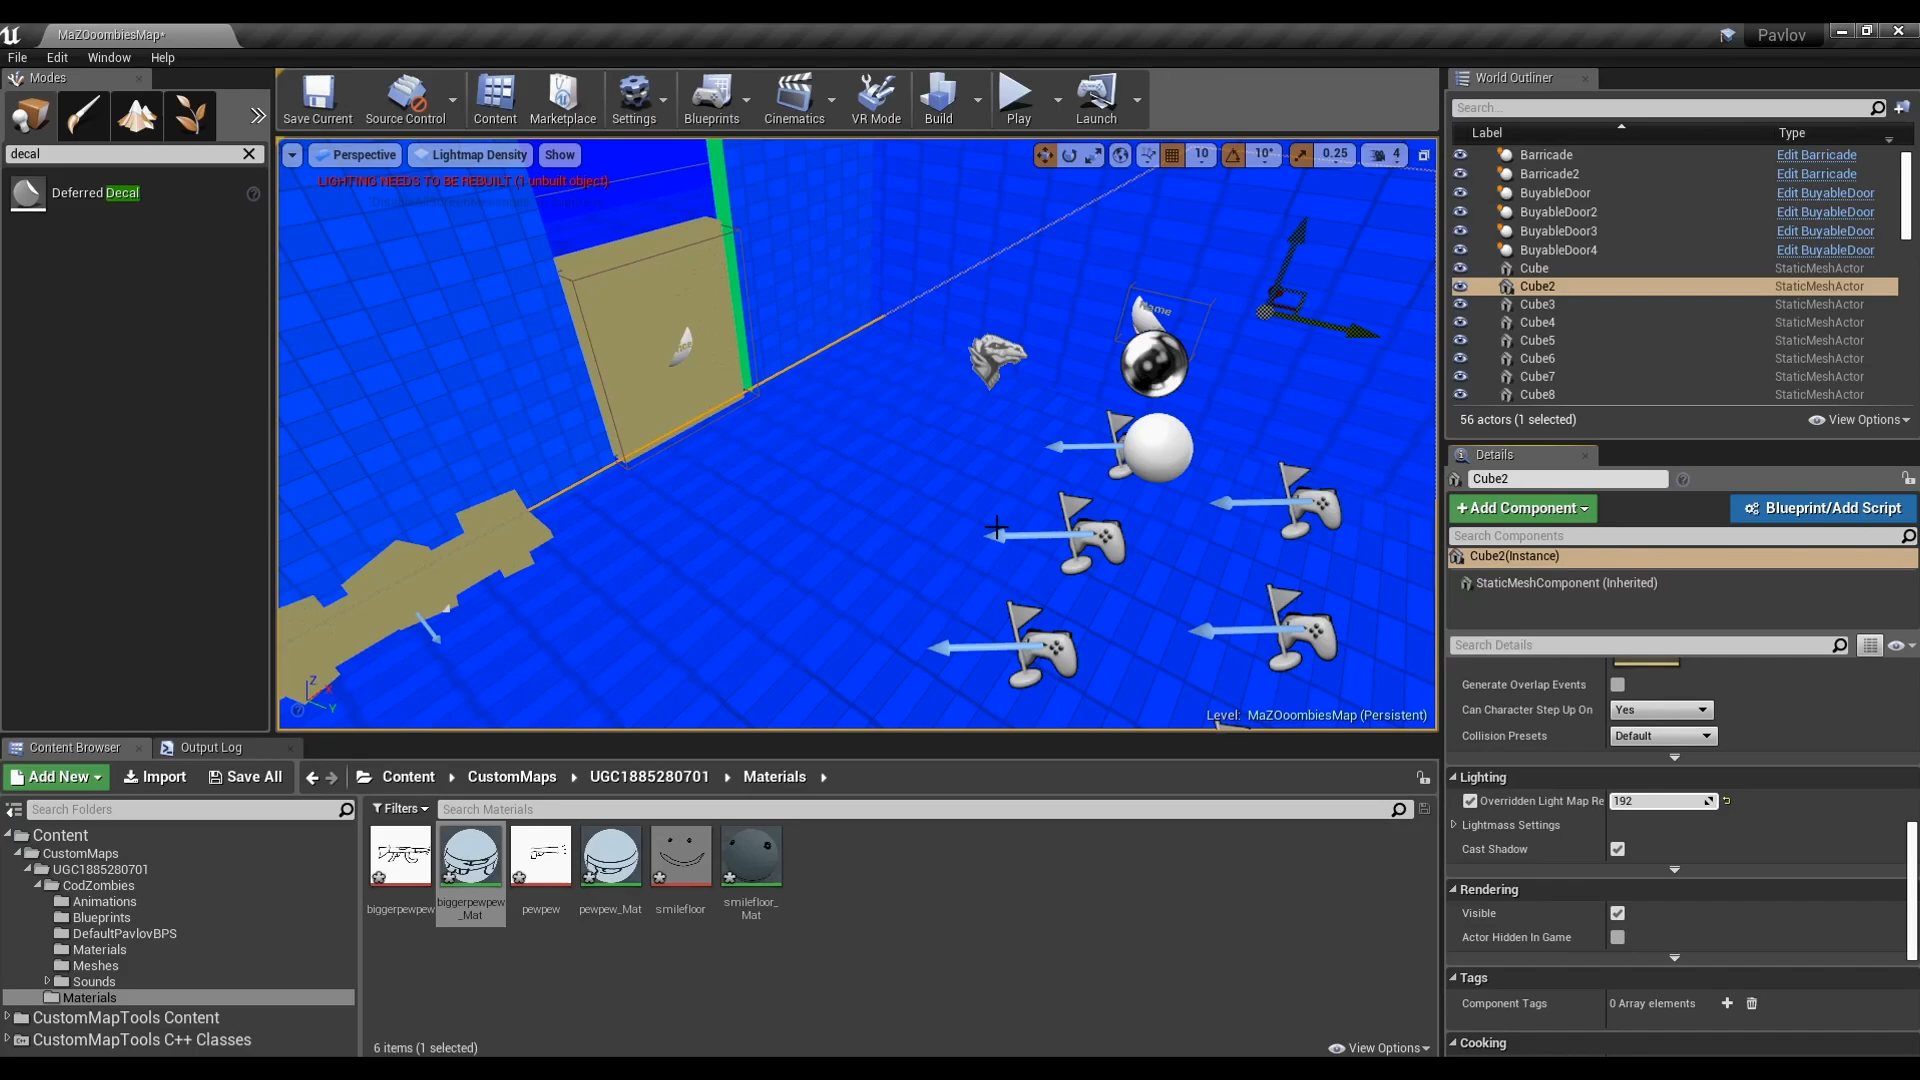 MaZOoombiesMap*
Pavlov
File Edit Window Help
Modes
decal
Deferred Decal
Save Current
Source Control
Content
Marketplace
Settings
Blueprints
Cinematics
VR Mode
Build
Play
Launch
Perspective
Lightmap Density
Show
10
10°
0.25
4
LIGHTING NEEDS TO BE REBUILT (1 unbuilt object)
Name
Level: MaZOoombiesMap (Persistent)
World Outliner
Search...
Label Type
Barricade Edit Barricade
Barricade2 Edit Barricade
BuyableDoor Edit BuyableDoor
BuyableDoor2 Edit BuyableDoor
BuyableDoor3 Edit BuyableDoor
BuyableDoor4 Edit BuyableDoor
Cube StaticMeshActor
Cube2 StaticMeshActor
Cube3 StaticMeshActor
Cube4 StaticMeshActor
Cube5 StaticMeshActor
Cube6 StaticMeshActor
Cube7 StaticMeshActor
Cube8 StaticMeshActor
56 actors (1 selected)
View Options
Details
Cube2
+Add Component
Blueprint/Add Script
Search Components
Cube2(Instance)
StaticMeshComponent (Inherited)
Search Details
Generate Overlap Events
Can Character Step Up On Yes
Collision Presets Default
Lighting
Overridden Light Map Re 192
Lightmass Settings
Cast Shadow
Rendering
Visible
Actor Hidden In Game
Tags
Component Tags 0 Array elements
Cooking
Content Browser
Output Log
Add New
Import
Save All
Content
CustomMaps
UGC1885280701
Materials
Search Folders
Filters
Search Materials
Content
CustomMaps
UGC1885280701
CodZombies
Animations
Blueprints
DefaultPavlovBPS
Materials
Meshes
Sounds
Materials
CustomMapTools Content
CustomMapTools C++ Classes
biggerpewpew
biggerpewpew
_Mat
pewpew
pewpew_Mat
smilefloor
smilefloor_
Mat
6 items (1 selected)
View Options
X
Y
Z